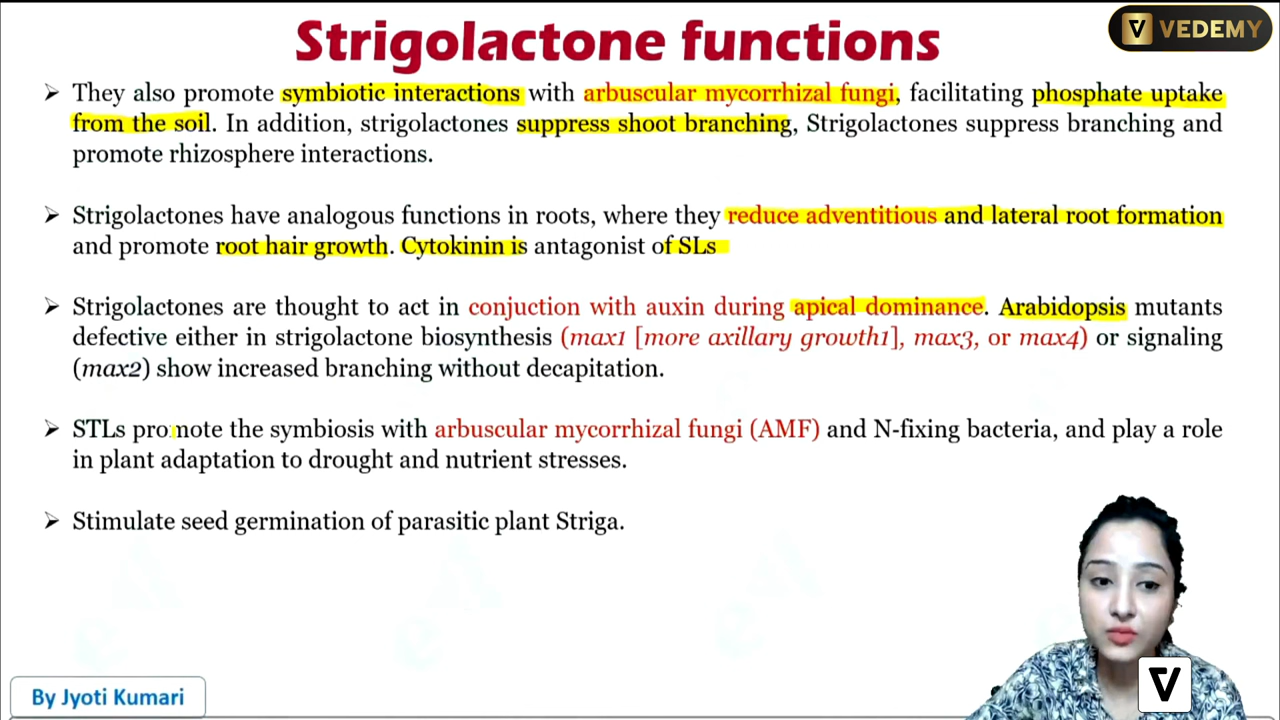 Strigolactone functions
VEDEMY
➤ They also promote symbiotic interactions with arbuscular mycorrhizal fungi, facilitating phosphate uptake
from the soil. In addition, strigolactones suppress shoot branching, Strigolactones suppress branching and
promote rhizosphere interactions.
➤ Strigolactones have analogous functions in roots, where they reduce adventitious and lateral root formation
and promote root hair growth. Cytokinin is antagonist of SLs
➤ Strigolactones are thought to act in conjuction with auxin during apical dominance. Arabidopsis mutants
defective either in strigolactone biosynthesis (max1 [more axillary growth1], max3, or max4) or signaling
(max2) show increased branching without decapitation.
➤ STLs promote the symbiosis with arbuscular mycorrhizal fungi (AMF) and N-fixing bacteria, and play a role
in plant adaptation to drought and nutrient stresses.
➤ Stimulate seed germination of parasitic plant Striga.
By Jyoti Kumari